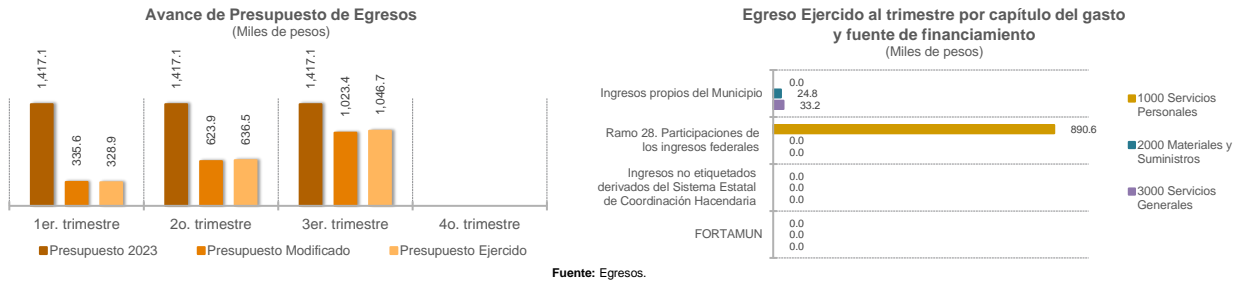 Avance de Presupuesto de Egresos
(Miles de pesos)
1,417.1
335.6
328.9
1,417.1
623.9
636.5
1,417.1
1,023.4
1,046.7
1er. trimestre
2o. trimestre
3er. trimestre
4o. trimestre
Presupuesto 2023
Presupuesto Modificado
Presupuesto Ejercido
Egreso Ejercido al trimestre por capítulo del gasto
y fuente de financiamiento
(Miles de pesos)
Ingresos propios del Municipio
0.0
24.8
33.2
Ramo 28. Participaciones de
los ingresos federales
890.6
0.0
0.0
Ingresos no etiquetados
derivados del Sistema Estatal
de Coordinación Hacendaria
0.0
0.0
0.0
FORTAMUN
0.0
0.0
0.0
1000 Servicios
Personales
2000 Materiales y
Suministros
3000 Servicios
Generales
Fuente: Egresos.